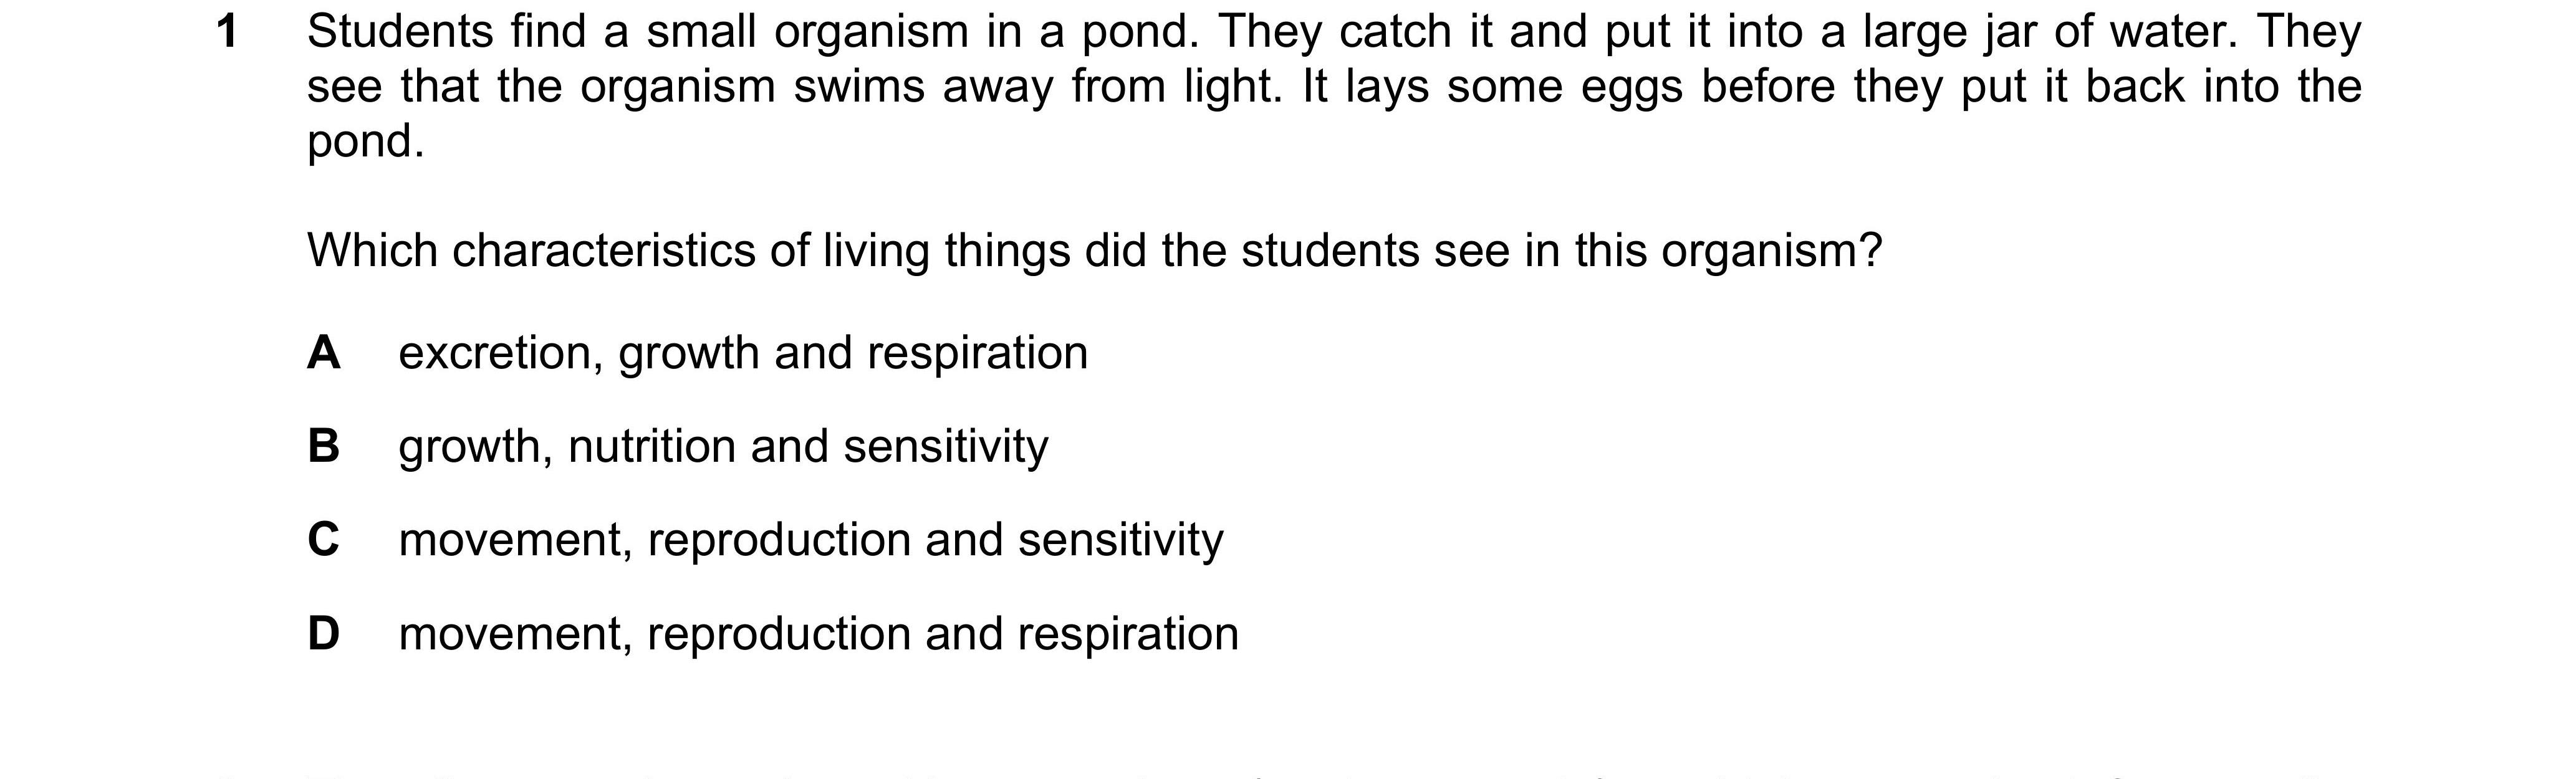 1 Students find a small organism in a pond. They catch it and put it into a large jar of water. They
see that the organism swims away from light. It lays some eggs before they put it back into the
pond.
Which characteristics of living things did the students see in this organism?
A excretion, growth and respiration
B growth, nutrition and sensitivity
C movement, reproduction and sensitivity
D movement, reproduction and respiration